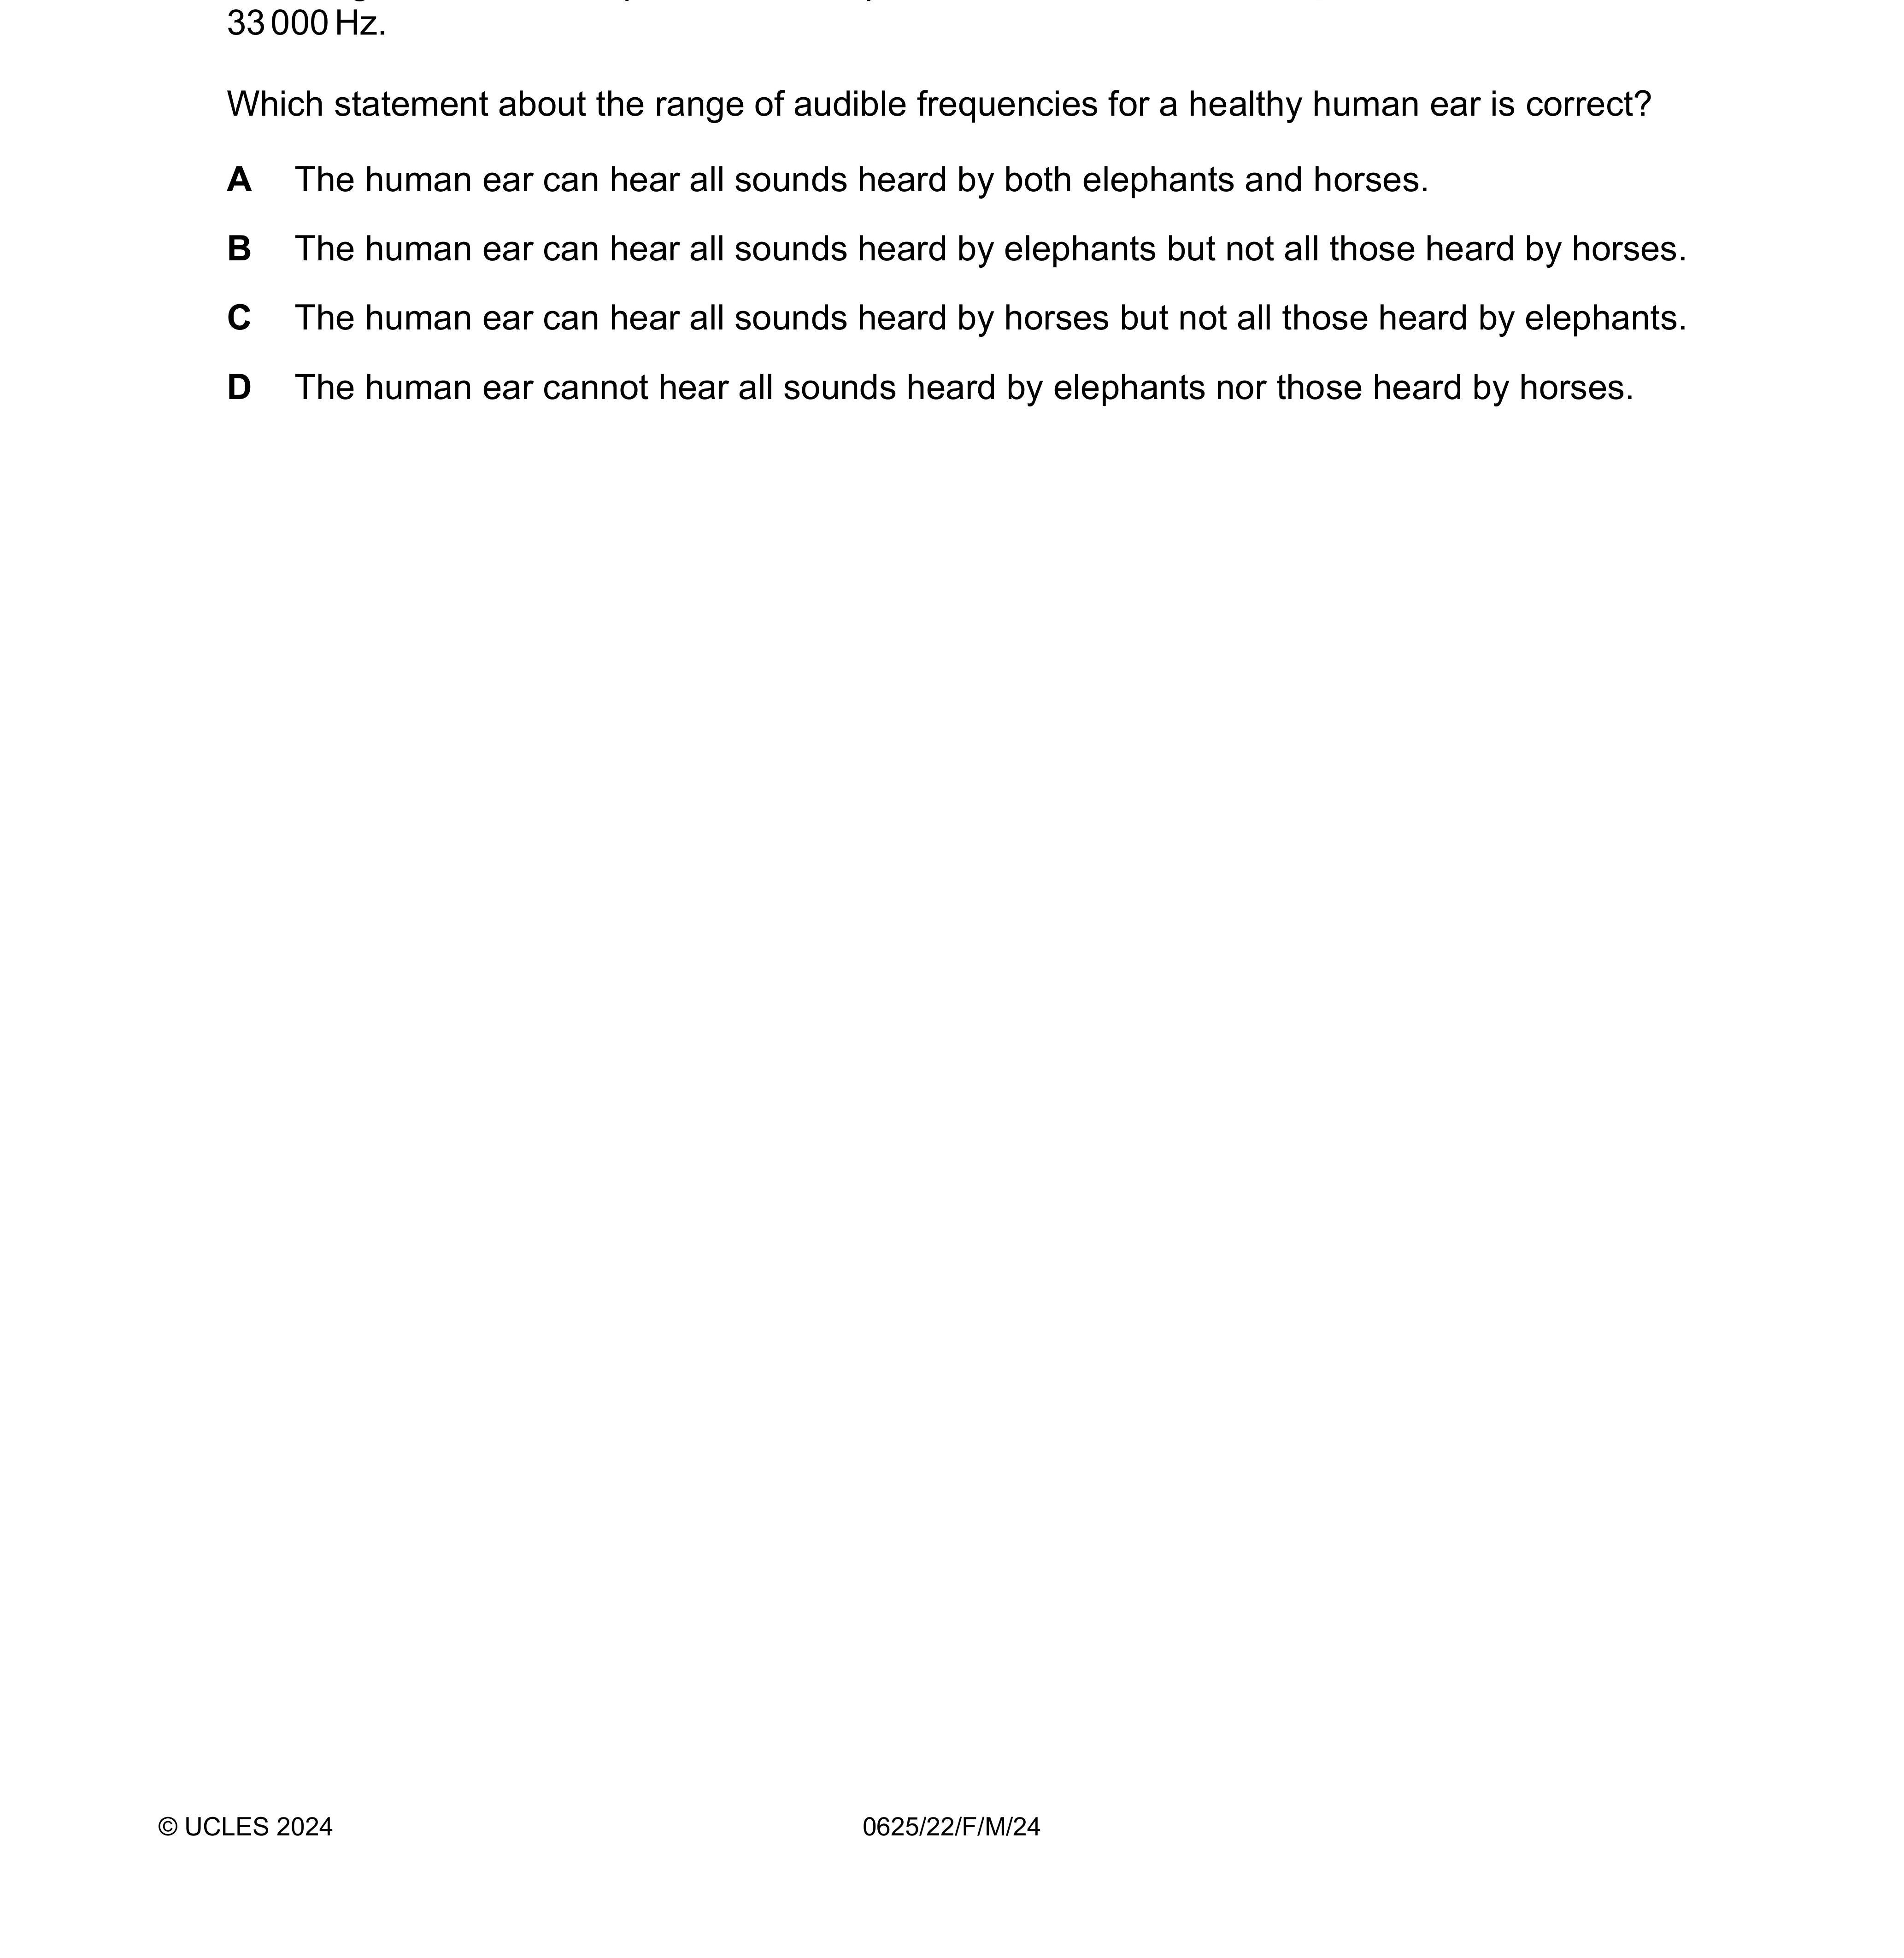 33 000 Hz.
Which statement about the range of audible frequencies for a healthy human ear is correct?
A The human ear can hear all sounds heard by both elephants and horses.
B The human ear can hear all sounds heard by elephants but not all those heard by horses.
C The human ear can hear all sounds heard by horses but not all those heard by elephants.
D The human ear cannot hear all sounds heard by elephants nor those heard by horses.
© UCLES 2024 0625/22/F/M/24